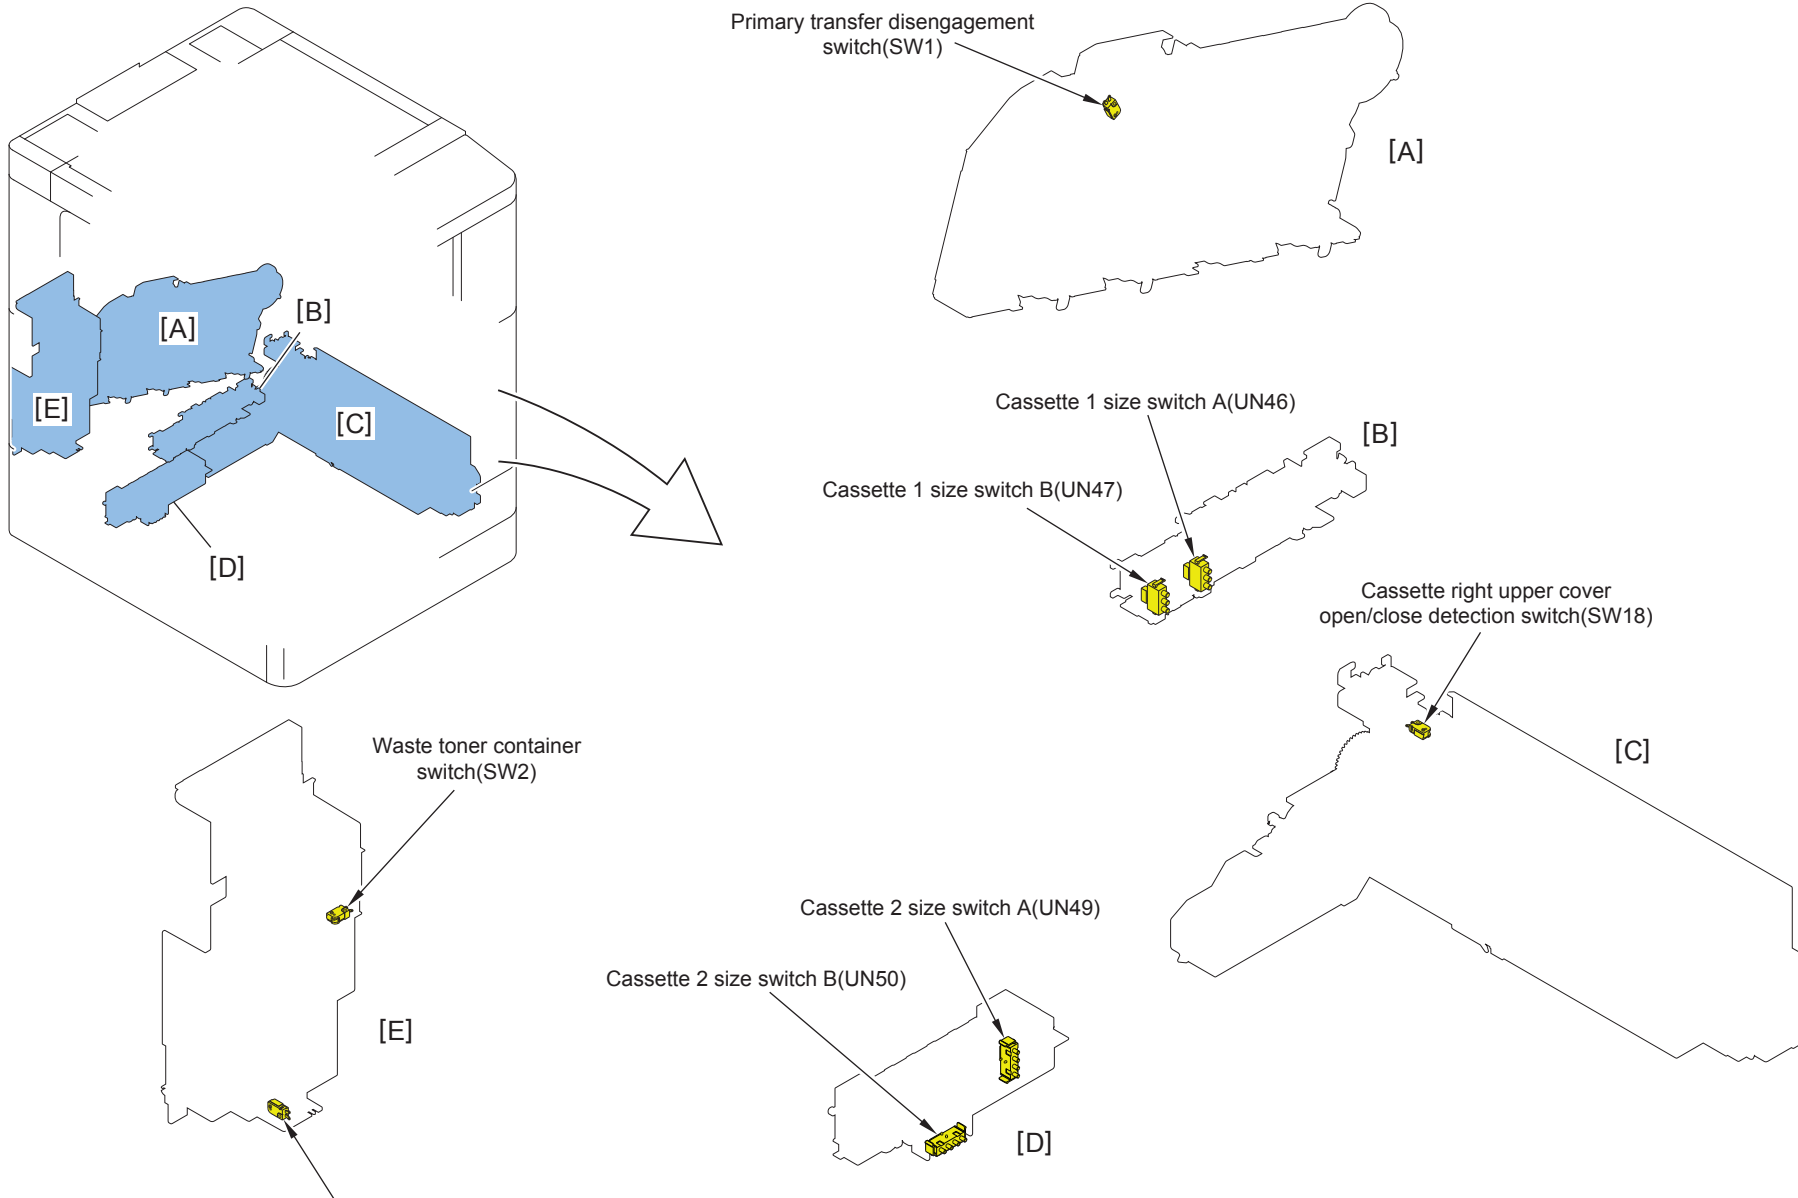 Primary transfer disengagement
switch(SW1)
[A]
[A]
[B]
[E]
[C]
[D]
Cassette 1 size switch A(UN46)
[B]
Cassette 1 size switch B(UN47)
Cassette right upper cover
open/close detection switch(SW18)
[C]
Waste toner container
switch(SW2)
[E]
Cassette 2 size switch A(UN49)
Cassette 2 size switch B(UN50)
[D]